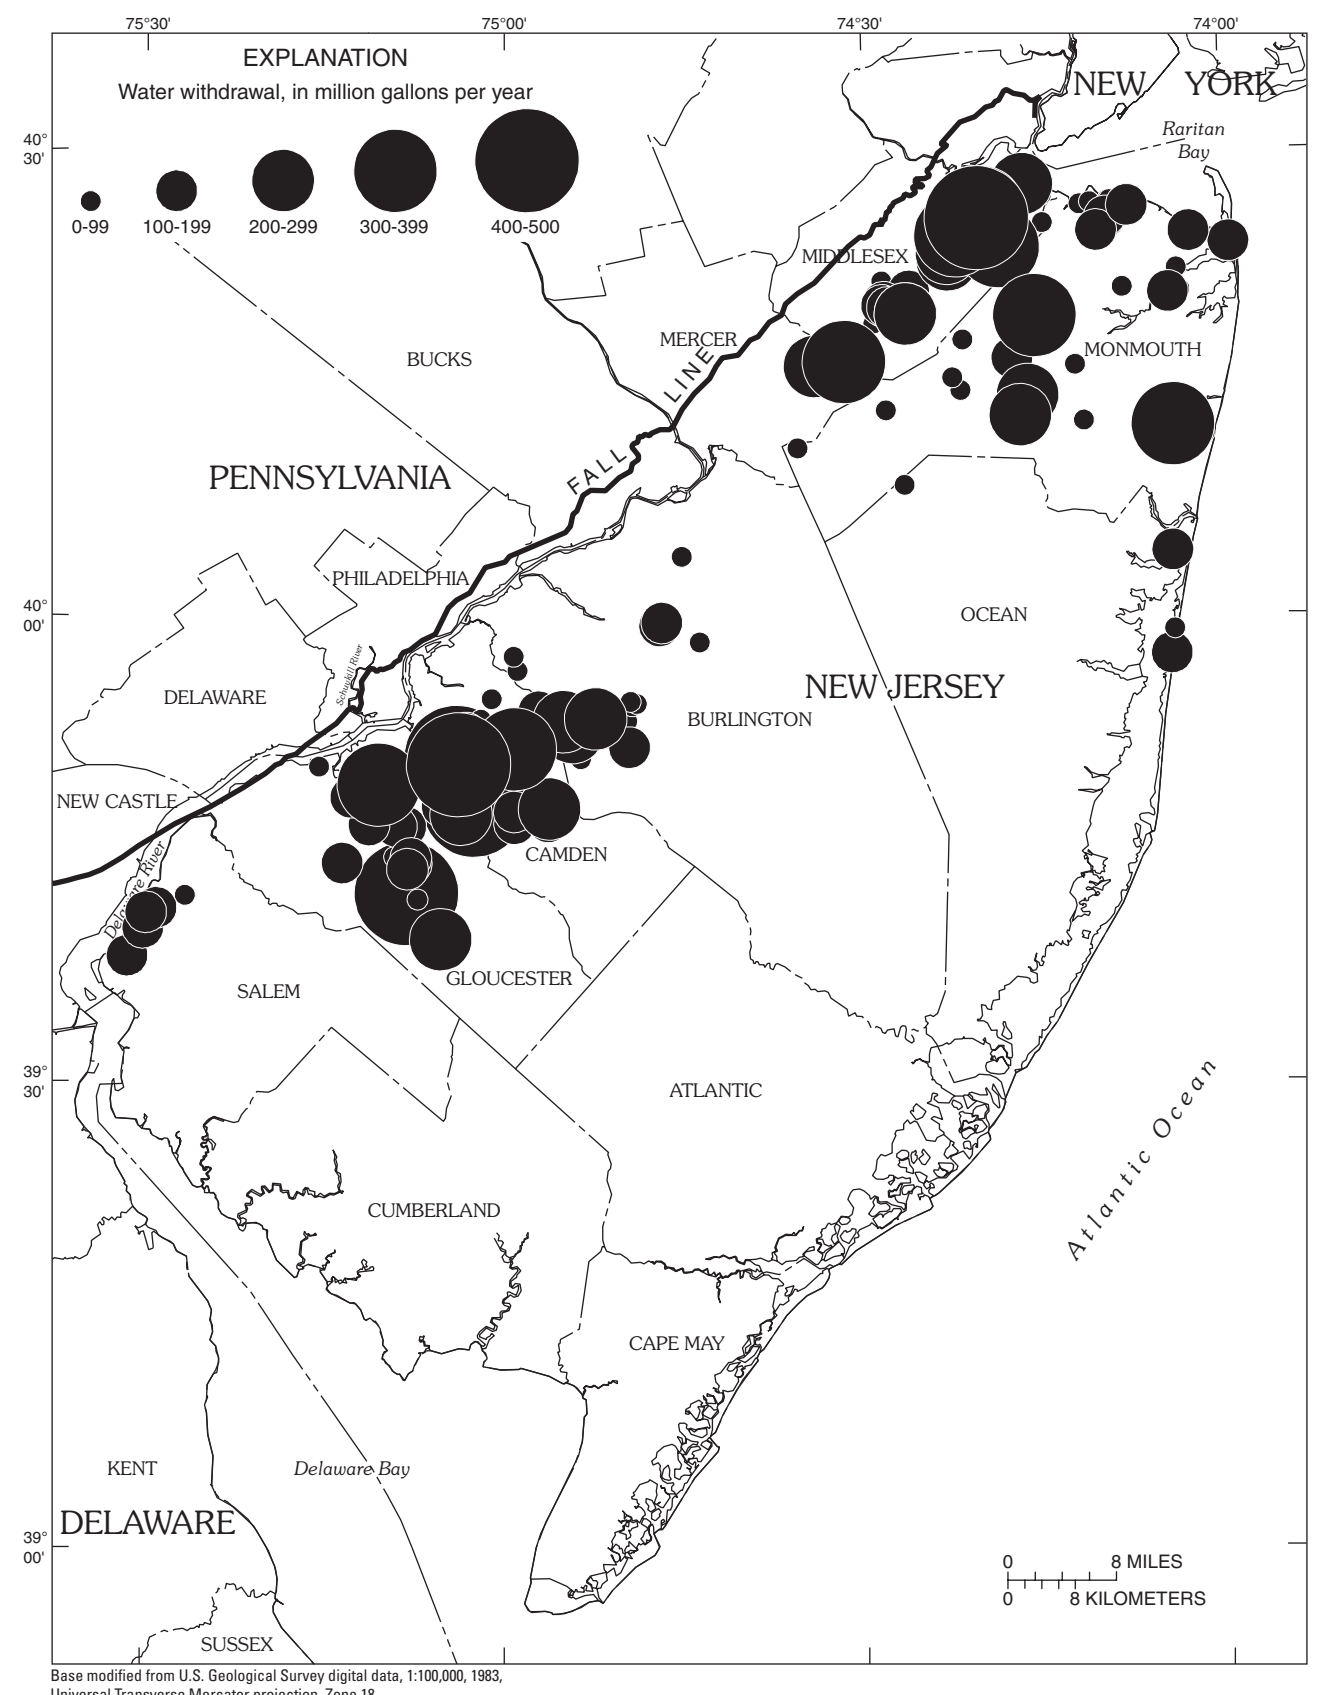 75°30'
75°00'
74°30'
74°00'
EXPLANATION
Water withdrawal, in million gallons per year
0-99
100-199
200-299
300-399
400-500
NEW YORK
Raritan
Bay
40°
30'
MIDDLESEX
MERCER
BUCKS
MONMOUTH
FALL LINE
PENNSYLVANIA
PHILADELPHIA
40°
00'
OCEAN
Schuylkill River
DELAWARE
NEW JERSEY
BURLINGTON
NEW CASTLE
CAMDEN
Delaware River
GLOUCESTER
SALEM
39°
30'
ATLANTIC
Atlantic Ocean
CUMBERLAND
CAPE MAY
KENT
Delaware Bay
DELAWARE
39°
00'
0 8 MILES
0 8 KILOMETERS
SUSSEX
Base modified from U.S. Geological Survey digital data, 1:100,000, 1983,
Universal Transverse Mercator projection, Zone 18